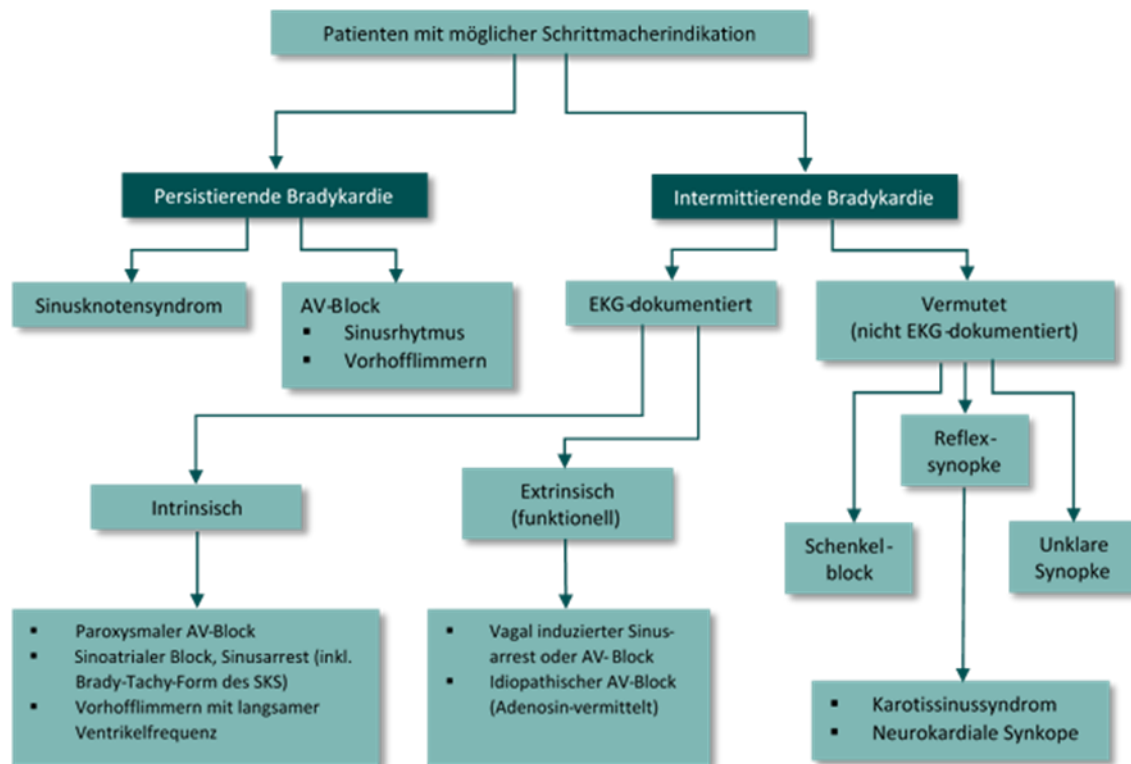 Patienten mit möglicher Schrittmacherindikation
Persistierende Bradykardie
Intermittierende Bradykardie
Sinusknotensyndrom
AV-Block
▪ Sinusrhytmus
▪ Vorhofflimmern
EKG-dokumentiert
Vermutet
(nicht EKG-dokumentiert)
Intrinsisch
Extrinsisch
(funktionell)
Reflex-
synopke
Schenkel-
block
Unklare
Synopke
▪ Paroxysmaler AV-Block
▪ Sinoatrialer Block, Sinusarrest (inkl.
Brady-Tachy-Form des SKS)
▪ Vorhofflimmern mit langsamer
Ventrikelfrequenz
▪ Vagal induzierter Sinus-
arrest oder AV- Block
▪ Idiopathischer AV-Block
(Adenosin-vermittelt)
▪ Karotissinussyndrom
▪ Neurokardiale Synkope